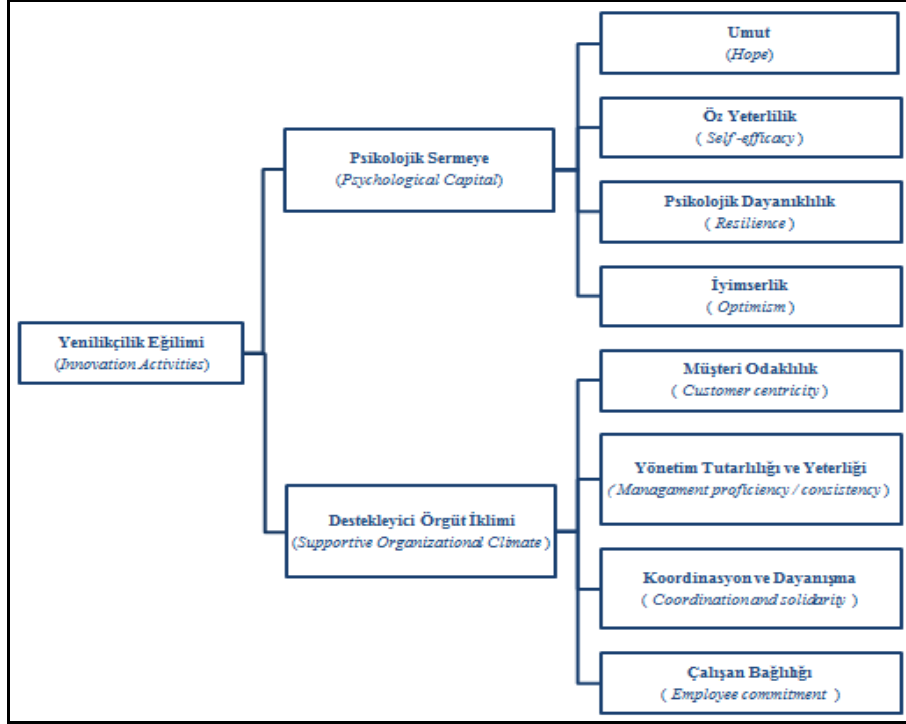 Umut
(Hope)
Öz Yeterlilik
( Self-efficacy )
Psikolojik Sermeye
(Psychological Capital)
Psikolojik Dayanıklılık
( Resilience )
İyimserlik
( Optimism )
Yenilikçilik Eğilimi
(Innovation Activities)
Müşteri Odaklılık
( Customer centricity )
Yönetim Tutarlılığı ve Yeterliği
( Managament proficiency / consistency )
Destekleyici Örgüt İklimi
(Supportive Organizational Climate )
Koordinasyon ve Dayanışma
( Coordination and solidarity )
Çalışan Bağlılığı
( Employee commitment )